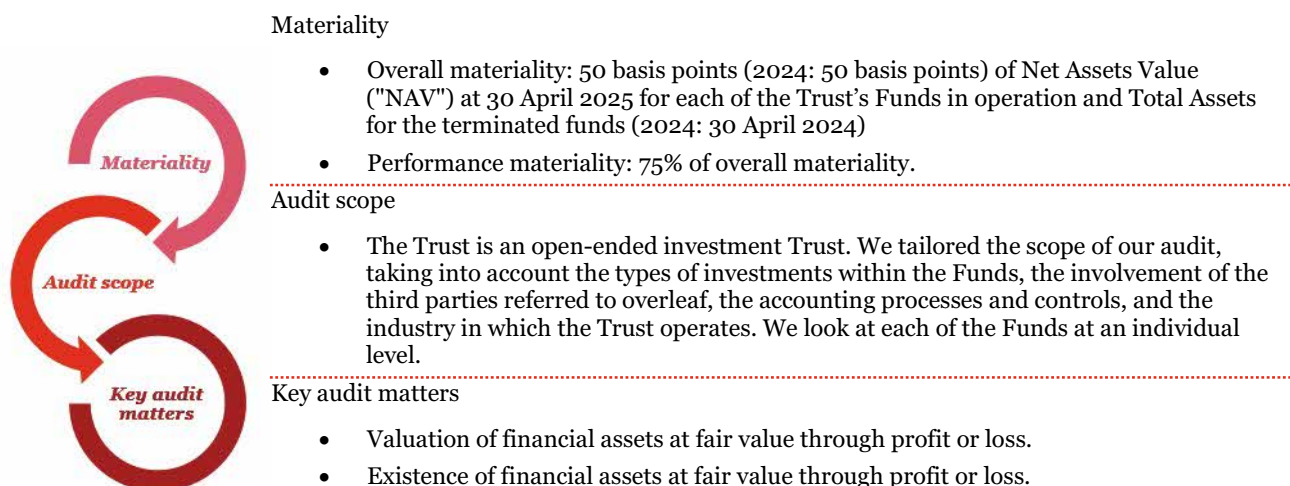 Materiality
• Overall materiality: 50 basis points (2024: 50 basis points) of Net Assets Value
("NAV") at 30 April 2025 for each of the Trust's Funds in operation and Total Assets
for the terminated funds (2024: 30 April 2024)
• Performance materiality: 75% of overall materiality.
Materiality
Audit scope
• The Trust is an open-ended investment Trust. We tailored the scope of our audit,
taking into account the types of investments within the Funds, the involvement of the
third parties referred to overleaf, the accounting processes and controls, and the
industry in which the Trust operates. We look at each of the Funds at an individual
level.
Audit scope
Key audit matters
• Valuation of financial assets at fair value through profit or loss.
• Existence of financial assets at fair value through profit or loss.
Key audit
matters